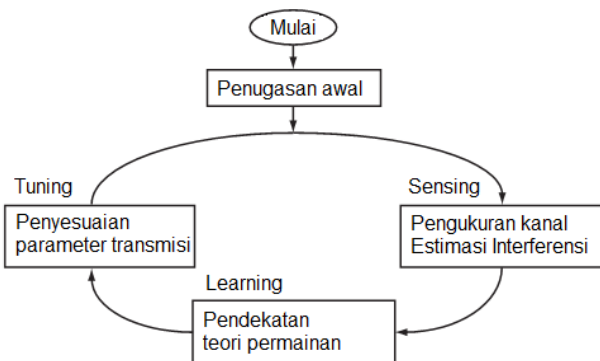 Mulai
Penugasan awal
Tuning
Sensing
Penyesuaian
parameter transmisi
Pengukuran kanal
Estimasi Interferensi
Learning
Pendekatan
teori permainan